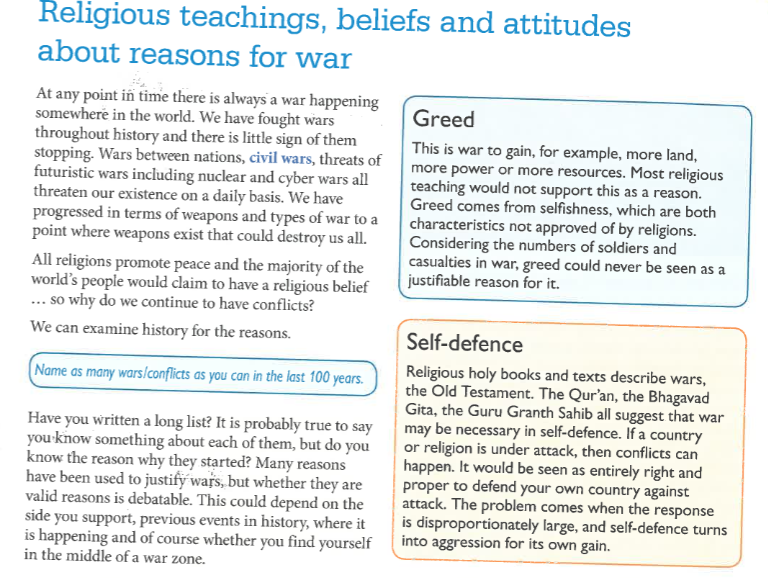 Religious teachings, beliefs and attitudes
about reasons for war
At any point in time there is always a war happening
somewhere in the world. We have fought wars
throughout history and there is little sign of them
stopping. Wars between nations, civil wars, threats of
futuristic wars including nuclear and cyber wars all
threaten our existence on a daily basis. We have
progressed in terms of weapons and types of war to a
point where weapons exist that could destroy us all.
All religions promote peace and the majority of the
world's people would claim to have a religious belief
... so why do we continue to have conflicts?
We can examine history for the reasons.
Name as many wars/conflicts as you can in the last 100 years.
Have you written a long list? It is probably true to say
you know something about each of them, but do you
know the reason why they started? Many reasons
have been used to justify wars, but whether they are
valid reasons is debatable. This could depend on the
side you support, previous events in history, where it
is happening and of course whether you find yourself
in the middle of a war zone.
Greed
This is war to gain, for example, more land,
more power or more resources. Most religious
teaching would not support this as a reason.
Greed comes from selfishness, which are both
characteristics not approved of by religions.
Considering the numbers of soldiers and
casualties in war, greed could never be seen as a
justifiable reason for it.
Self-defence
Religious holy books and texts describe wars,
the Old Testament. The Qur'an, the Bhagavad
Gita, the Guru Granth Sahib all suggest that war
may be necessary in self-defence. If a country
or religion is under attack, then conflicts can
happen. It would be seen as entirely right and
proper to defend your own country against
attack. The problem comes when the response
is disproportionately large, and self-defence turns
into aggression for its own gain.